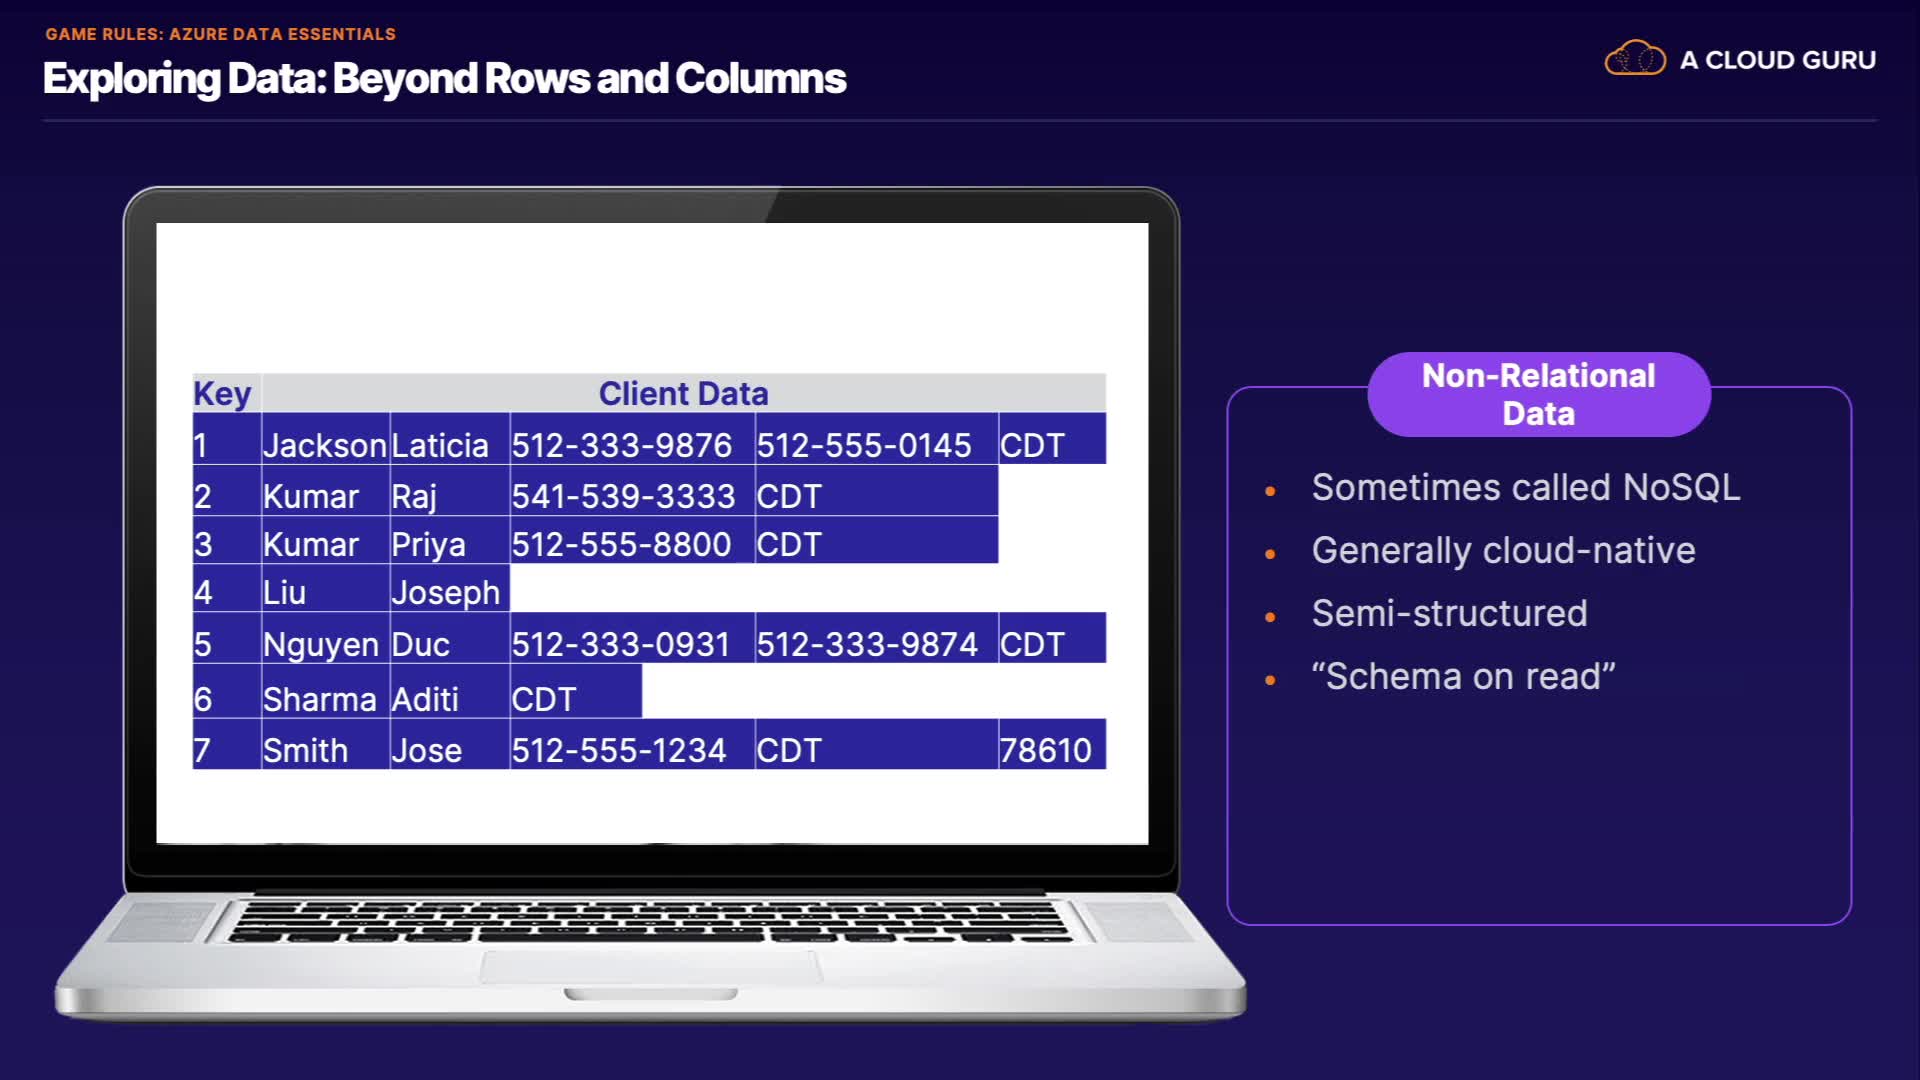 GAME RULES: AZURE DATA ESSENTIALS
Exploring Data: Beyond Rows and Columns
A CLOUD GURU
Key Client Data
1 Jackson Laticia 512-333-9876 512-555-0145 CDT
2 Kumar Raj 541-539-3333 CDT
3 Kumar Priya 512-555-8800 CDT
4 Liu Joseph
5 Nguyen Duc 512-333-0931 512-333-9874 CDT
6 Sharma Aditi CDT
7 Smith Jose 512-555-1234 CDT 78610
Non-Relational
Data
• Sometimes called NoSQL
• Generally cloud-native
• Semi-structured
• “Schema on read”